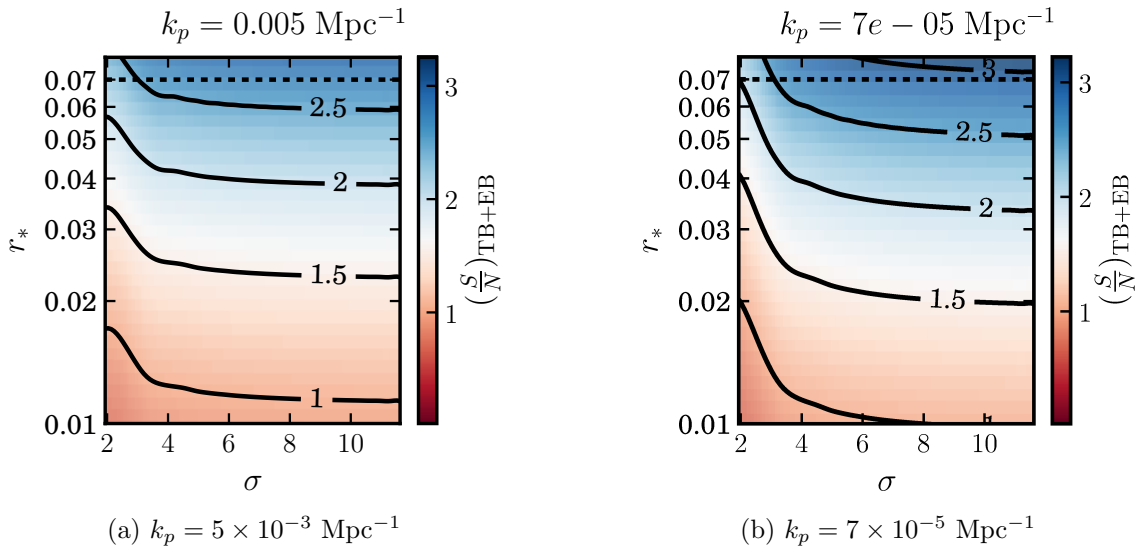 k_p = 0.005 Mpc⁻¹
0.07
0.06
0.05
0.04
0.03
0.02
0.01
r_*
2.5
2
1.5
1
2 4 6 8 10
σ
3
2
1
(S/N)_TB+EB
(a) k_p = 5 × 10⁻³ Mpc⁻¹
k_p = 7e − 05 Mpc⁻¹
0.07
0.06
0.05
0.04
0.03
0.02
0.01
3
2.5
2
1.5
1
2 4 6 8 10
σ
3
2
1
(S/N)_TB+EB
(b) k_p = 7 × 10⁻⁵ Mpc⁻¹